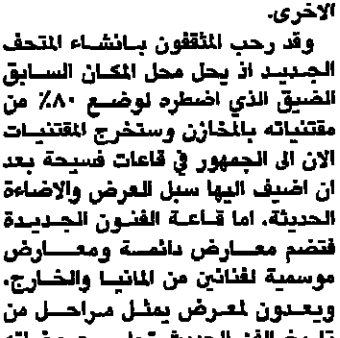 الاخرى.
وقد رحب المثقفون بانشاء المتحف
الجديد اذ يحل محل المكان السابق
الضيق الذي اضطره لوضع ٨٠٪ من
مقتنياته بالمخازن وستخرج المقتنيات
الان الى الجمهور في قاعات فسيحة بعد
ان اضيف اليها سبل العرض والاضاءة
الحديثة، اما قاعة الفنون الجديدة
فتضم معارض دائمة ومعارض
موسمية لفنانين من المانيا والخارج.
ويعدون لمعرض يمثل مراحل من